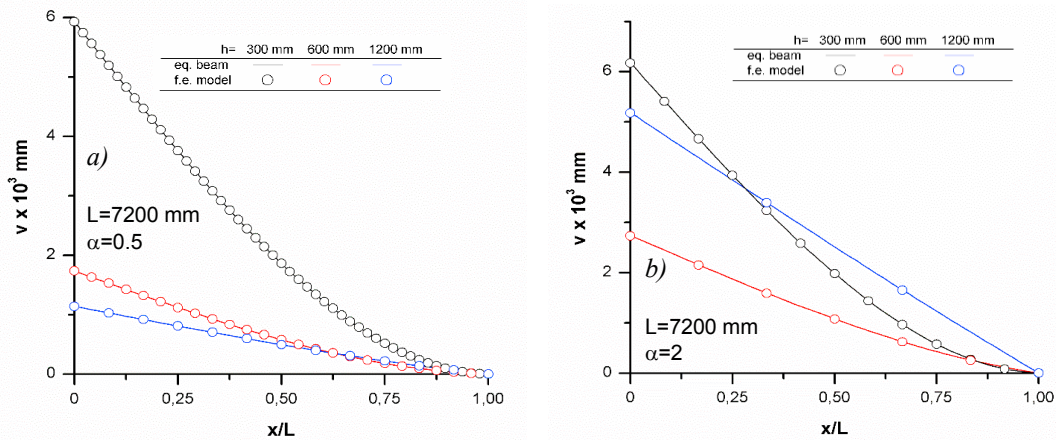 6
4
2
0
v x 10³ mm
h= 300 mm 600 mm 1200 mm
eq. beam
f.e. model
a)
L=7200 mm
α=0.5
0 0,25 0,50 0,75 1,00
x/L
6
4
2
0
v x 10³ mm
h= 300 mm 600 mm 1200 mm
eq. beam
f.e. model
b)
L=7200 mm
α=2
0 0,25 0,50 0,75 1,00
x/L